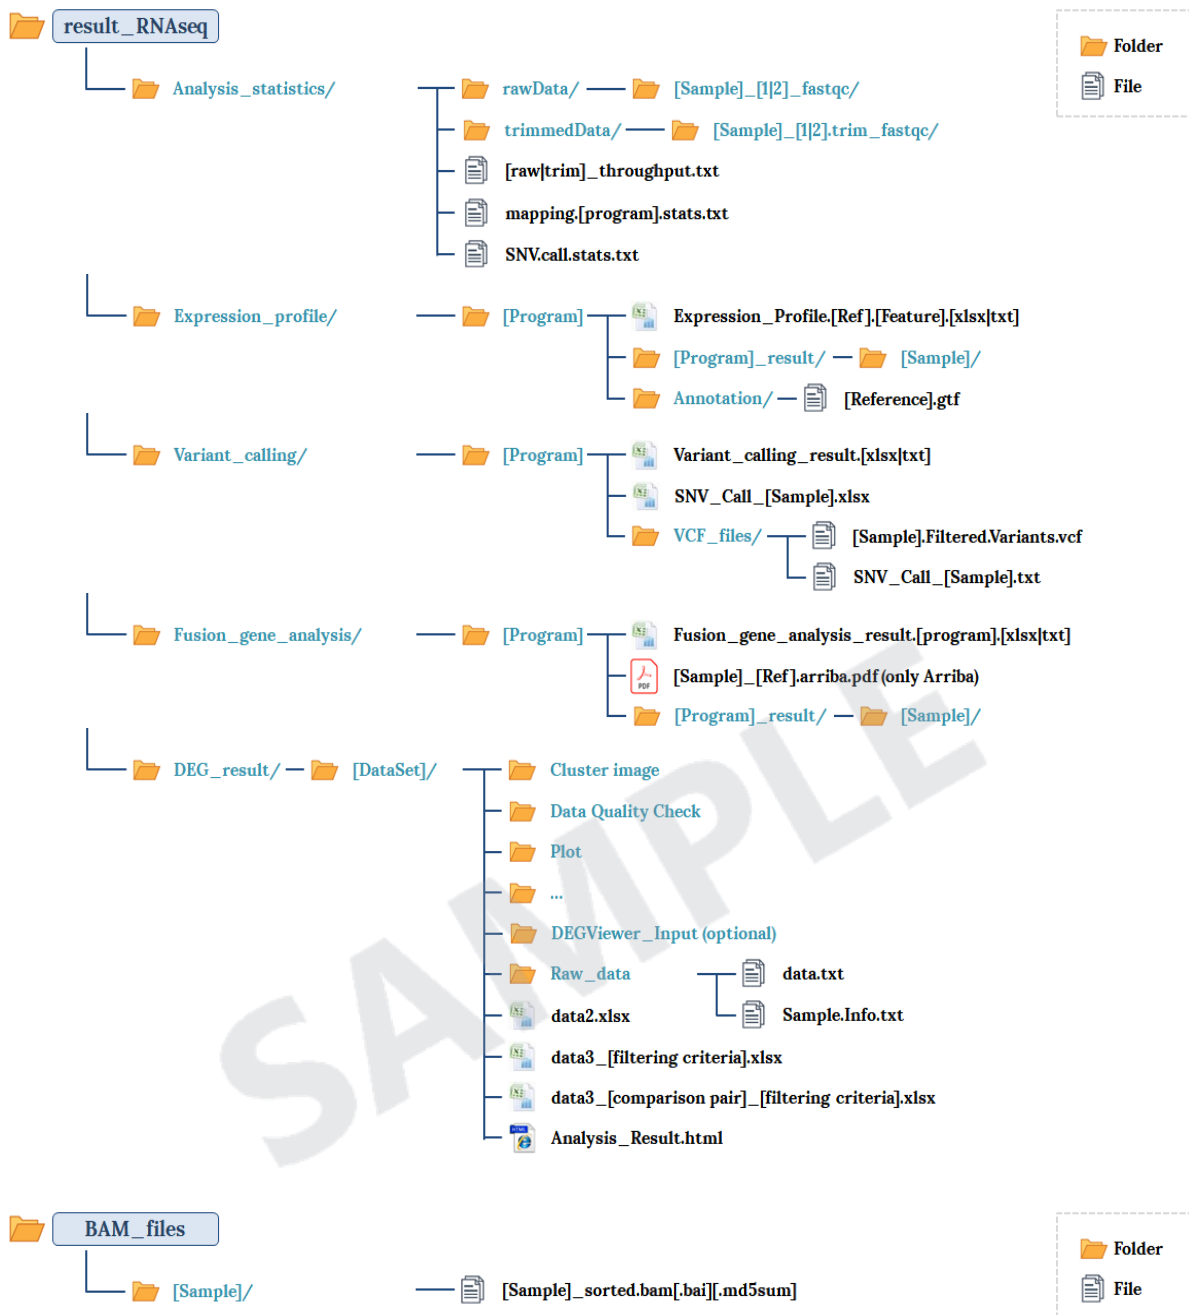 result_RNAseq
Folder
File
Analysis_statistics/ rawData/ [Sample]_[1|2]_fastqc/
trimmedData/ [Sample]_[1|2].trim_fastqc/
[raw|trim]_throughput.txt
mapping.[program].stats.txt
SNV.call.stats.txt
Expression_profile/ [Program] Expression_Profile.[Ref].[Feature].[xlsx|txt]
[Program]_result/ [Sample]/
Annotation/ [Reference].gtf
Variant_calling/ [Program] Variant_calling_result.[xlsx|txt]
SNV_Call_[Sample].xlsx
VCF_files/ [Sample].Filtered.Variants.vcf
SNV_Call_[Sample].txt
Fusion_gene_analysis/ [Program] Fusion_gene_analysis_result.[program].[xlsx|txt]
PDF [Sample]_[Ref].arriba.pdf (only Arriba)
[Program]_result/ [Sample]/
DEG_result/ [DataSet]/ Cluster image
Data Quality Check
Plot
...
DEGViewer_Input (optional)
Raw_data data.txt
data2.xlsx Sample.Info.txt
data3_[filtering criteria].xlsx
data3_[comparison pair]_[filtering criteria].xlsx
HTML Analysis_Result.html
SAMPLE
BAM_files
Folder
File
[Sample]/ [Sample]_sorted.bam[.bai][.md5sum]